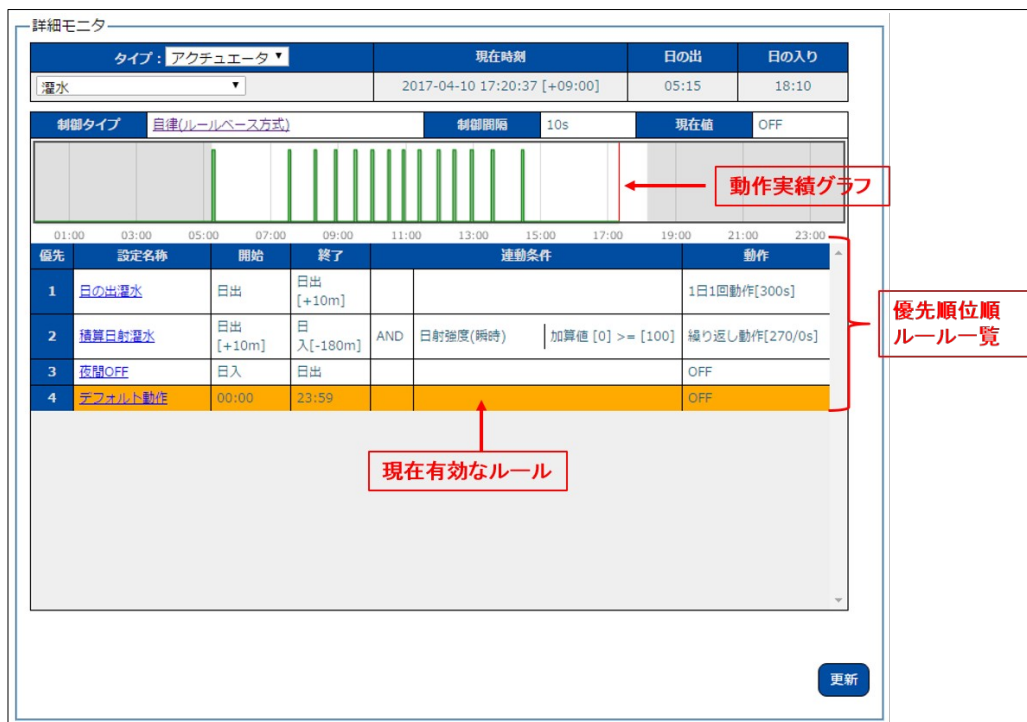 詳細モニタ
タイプ： アクチュエータ 現在時刻 日の出 日の入り
灌水 2017-04-10 17:20:37 [+09:00] 05:15 18:10
制御タイプ 自律(ルールベース方式) 制御間隔 10s 現在値 OFF
動作実績グラフ
01:00 03:00 05:00 07:00 09:00 11:00 13:00 15:00 17:00 19:00 21:00 23:00
優先 設定名称 開始 終了 連動条件 動作
1 日の出灌水 日出 日出[+10m] 1日1回動作[300s]
2 積算日射灌水 日出[+10m] 日入[-180m] AND 日射強度(瞬時) 加算値 [0] >= [100] 繰り返し動作[270/0s]
3 夜間OFF 日入 日出 OFF
4 デフォルト動作 00:00 23:59 OFF
優先順位順
ルール一覧
現在有効なルール
更新